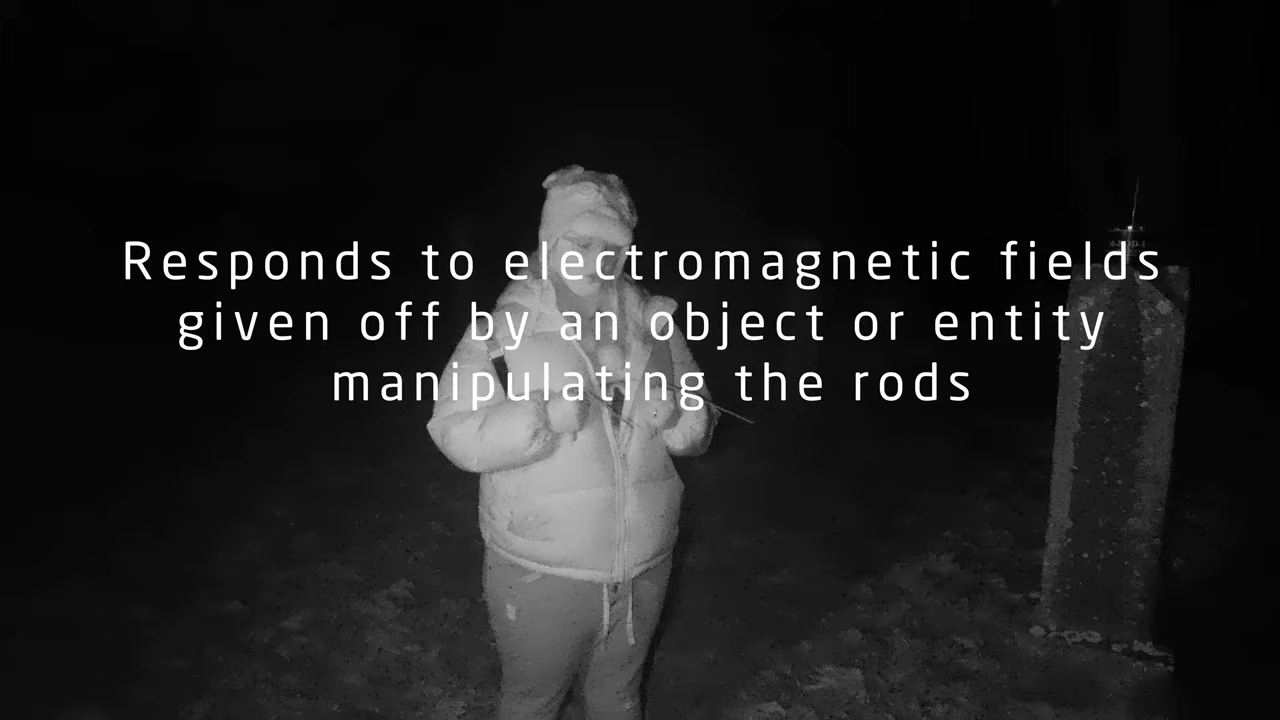 Responds to electromagnetic fields
given off by an object or entity
manipulating the rods